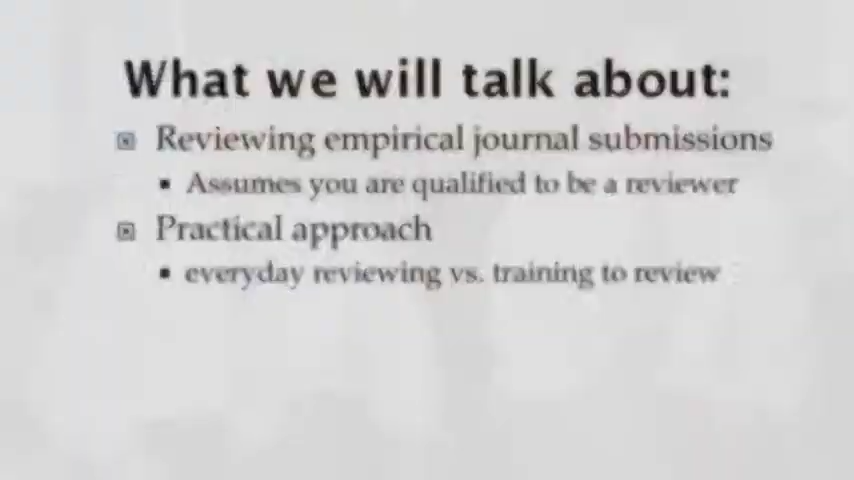 What we will talk about:
Reviewing empirical journal submissions
Assumes you are qualified to be a reviewer
Practical approach
everyday reviewing vs. training to review